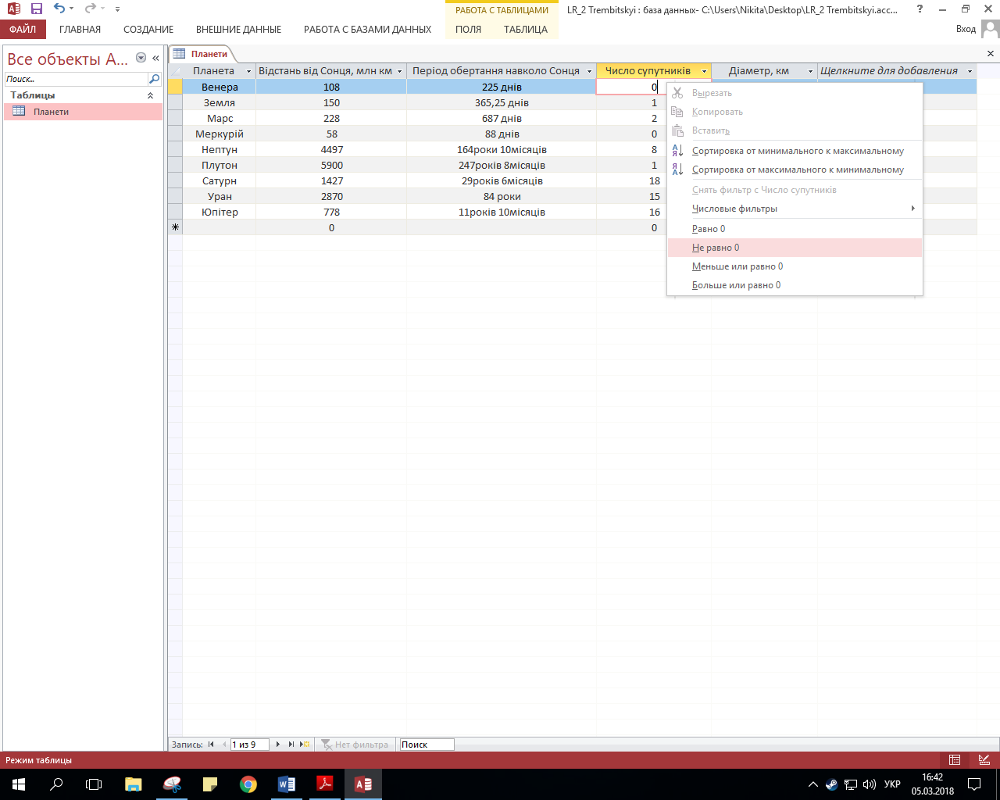 РАБОТА С ТАБЛИЦАМИ
LR_2 Trembitskyi : база данных- C:\Users\Nikita\Desktop\LR_2 Trembitskyi.acc...
ФАЙЛ ГЛАВНАЯ СОЗДАНИЕ ВНЕШНИЕ ДАННЫЕ РАБОТА С БАЗАМИ ДАННЫХ ПОЛЯ ТАБЛИЦА Вход
Все объекты A...
Поиск...
Таблицы
Планети
Планети
Планета Відстань від Сонця, млн км Період обертання навколо Сонця Число супутників Діаметр, км Щелкните для добавления
Венера 108 225 днів 0
Земля 150 365,25 днів 1
Марс 228 687 днів 2
Меркурій 58 88 днів 0
Нептун 4497 164роки 10місяців 8
Плутон 5900 247років 8місяців 1
Сатурн 1427 29років 6місяців 18
Уран 2870 84 роки 15
Юпітер 778 11років 10місяців 16
0 0
Вырезать
Копировать
Вставить
Сортировка от минимального к максимальному
Сортировка от максимального к минимальному
Снять фильтр с Число супутників
Числовые фильтры
Равно 0
Не равно 0
Меньше или равно 0
Больше или равно 0
Запись: 1 из 9 Нет фильтра Поиск
Режим таблицы
УКР
16:42
05.03.2018